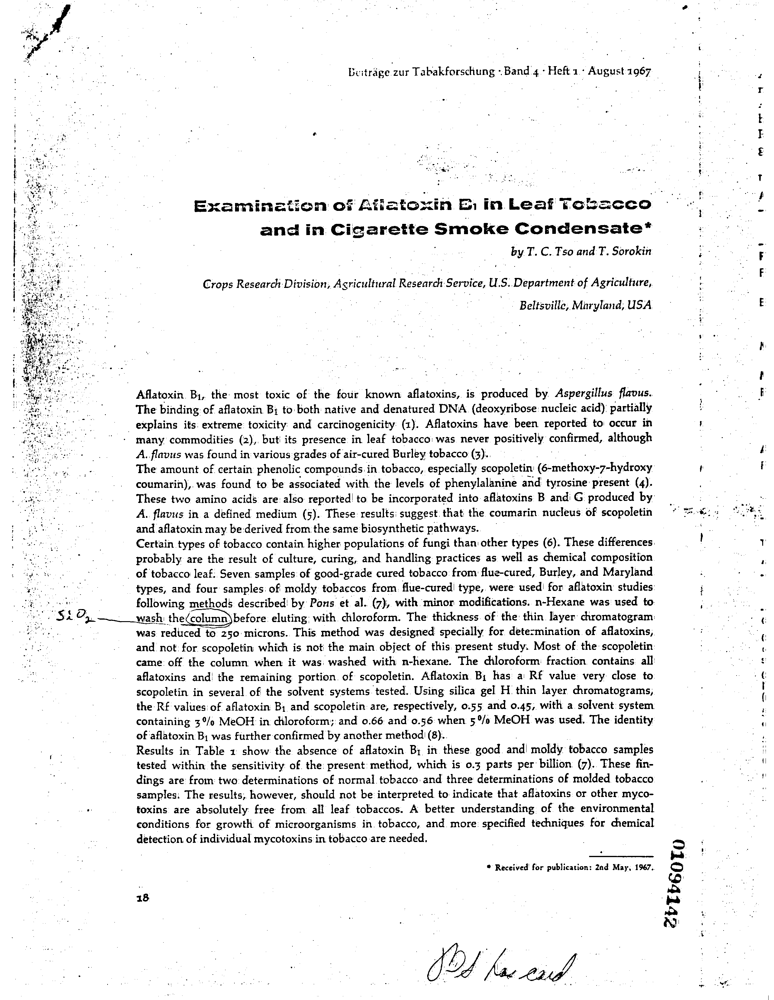 Beiträge zur Tabakforschung · Band 4 · Heft 1 · August 1967
Examination of Aflatoxin B₁ in Leaf Tobacco
and in Cigarette Smoke Condensate*
by T. C. Tso and T. Sorokin
Crops Research Division, Agricultural Research Service, U.S. Department of Agriculture,
Beltsville, Maryland, USA
Aflatoxin B₁, the most toxic of the four known aflatoxins, is produced by Aspergillus flavus.
The binding of aflatoxin B₁ to both native and denatured DNA (deoxyribose nucleic acid) partially
explains its extreme toxicity and carcinogenicity (1). Aflatoxins have been reported to occur in
many commodities (2), but its presence in leaf tobacco was never positively confirmed, although
A. flavus was found in various grades of air-cured Burley tobacco (3).
The amount of certain phenolic compounds in tobacco, especially scopoletin (6-methoxy-7-hydroxy
coumarin), was found to be associated with the levels of phenylalanine and tyrosine present (4).
These two amino acids are also reported to be incorporated into aflatoxins B and G produced by
A. flavus in a defined medium (5). These results suggest that the coumarin nucleus of scopoletin
and aflatoxin may be derived from the same biosynthetic pathways.
Certain types of tobacco contain higher populations of fungi than other types (6). These differences
probably are the result of culture, curing, and handling practices as well as chemical composition
of tobacco leaf. Seven samples of good-grade cured tobacco from flue-cured, Burley, and Maryland
types, and four samples of moldy tobaccos from flue-cured type, were used for aflatoxin studies
following methods described by Pons et al. (7), with minor modifications. n-Hexane was used to
SiO₂
wash the column before eluting with chloroform. The thickness of the thin layer chromatogram
was reduced to 250 microns. This method was designed specially for determination of aflatoxins,
and not for scopoletin which is not the main object of this present study. Most of the scopoletin
came off the column when it was washed with n-hexane. The chloroform fraction contains all
aflatoxins and the remaining portion of scopoletin. Aflatoxin B₁ has a Rf value very close to
scopoletin in several of the solvent systems tested. Using silica gel H thin layer chromatograms,
the Rf values of aflatoxin B₁ and scopoletin are, respectively, 0.55 and 0.45, with a solvent system
containing 3% MeOH in chloroform; and 0.66 and 0.56 when 5% MeOH was used. The identity
of aflatoxin B₁ was further confirmed by another method (8).
Results in Table 1 show the absence of aflatoxin B₁ in these good and moldy tobacco samples
tested within the sensitivity of the present method, which is 0.3 parts per billion (7). These fin-
dings are from two determinations of normal tobacco and three determinations of molded tobacco
samples. The results, however, should not be interpreted to indicate that aflatoxins or other myco-
toxins are absolutely free from all leaf tobaccos. A better understanding of the environmental
conditions for growth of microorganisms in tobacco, and more specified techniques for chemical
detection of individual mycotoxins in tobacco are needed.
* Received for publication: 2nd May, 1967.
18
01094142
has card